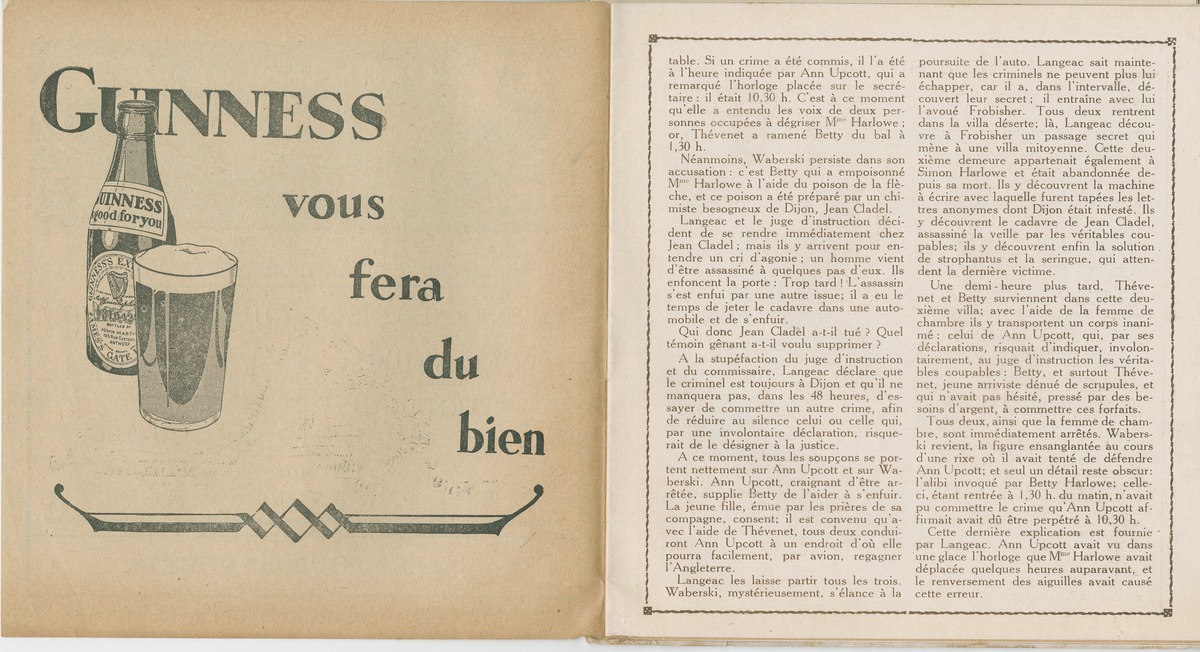 GUINNESS
GUINNESS
good for you
vous
fera
du
bien
JOHN MARTIN
ANTWERP
GATE
table. Si un crime a été commis, il l'a été
à l'heure indiquée par Ann Upcott, qui a
remarqué l'horloge placée sur le secré-
taire : il était 10,30 h. C'est à ce moment
qu'elle a entendu les voix de deux per-
sonnes occupées à dégriser Mme Harlowe ;
or, Thévenet a ramené Betty du bal à
1,30 h.
Néanmoins, Waberski persiste dans son
accusation : c'est Betty qui a empoisonné
Mme Harlowe à l'aide du poison de la flè-
che, et ce poison a été préparé par un chi-
miste besogneux de Dijon, Jean Cladel.
Langeac et le juge d'instruction déci-
dent de se rendre immédiatement chez
Jean Cladel ; mais ils y arrivent pour en-
tendre un cri d'agonie ; un homme vient
d'être assassiné à quelques pas d'eux. Ils
enfoncent la porte : Trop tard ! L'assassin
s'est enfui par une autre issue; il a eu le
temps de jeter le cadavre dans une auto-
mobile et de s'enfuir.
Qui donc Jean Cladèl a-t-il tué ? Quel
témoin gênant a-t-il voulu supprimer ?
A la stupéfaction du juge d'instruction
et du commissaire, Langeac déclare que
le criminel est toujours à Dijon et qu'il ne
manquera pas, dans les 48 heures, d'es-
sayer de commettre un autre crime, afin
de réduire au silence celui ou celle qui,
par une involontaire déclaration, risque-
rait de le désigner à la justice.
A ce moment, tous les soupçons se por-
tent nettement sur Ann Upcott et sur Wa-
berski. Ann Upcott, craignant d'être ar-
rêtée, supplie Betty de l'aider à s'enfuir.
La jeune fille, émue par les prières de sa
compagne, consent; il est convenu qu'a-
vec l'aide de Thévenet, tous deux condui-
ront Ann Upcott à un endroit d'où elle
pourra facilement, par avion, regagner
l'Angleterre.
Langeac les laisse partir tous les trois.
Waberski, mystérieusement, s'élance à la
poursuite de l'auto. Langeac sait mainte-
nant que les criminels ne peuvent plus lui
échapper, car il a, dans l'intervalle, dé-
couvert leur secret ; il entraîne avec lui
l'avoué Frobisher. Tous deux rentrent
dans la villa déserte; là, Langeac décou-
vre à Frobisher un passage secret qui
mène à une villa mitoyenne. Cette deu-
xième demeure appartenait également à
Simon Harlowe et était abandonnée de-
puis sa mort. Ils y découvrent la machine
à écrire avec laquelle furent tapées les let-
tres anonymes dont Dijon était infesté. Ils
y découvrent le cadavre de Jean Cladel,
assassiné la veille par les véritables cou-
pables; ils y découvrent enfin la solution
de strophantus et la seringue, qui atten-
dent la dernière victime.
Une demi-heure plus tard, Théve-
net et Betty surviennent dans cette deu-
xième villa; avec l'aide de la femme de
chambre ils y transportent un corps inani-
mé : celui de Ann Upcott, qui, par ses
déclarations, risquait d'indiquer, involon-
tairement, au juge d'instruction les vérita-
bles coupables : Betty, et surtout Théve-
net, jeune arriviste dénué de scrupules, et
qui n'avait pas hésité, pressé par des be-
soins d'argent, à commettre ces forfaits.
Tous deux, ainsi que la femme de cham-
bre, sont immédiatement arrêtés. Wabers-
ki revient, la figure ensanglantée au cours
d'une rixe où il avait tenté de défendre
Ann Upcott; et seul un détail reste obscur:
l'alibi invoqué par Betty Harlowe; celle-
ci, étant rentrée à 1,30 h. du matin, n'avait
pu commettre le crime qu'Ann Upcott af-
firmait avait dû être perpétré à 10,30 h.
Cette dernière explication est fournie
par Langeac. Ann Upcott avait vu dans
une glace l'horloge que Mme Harlowe avait
déplacée quelques heures auparavant, et
le renversement des aiguilles avait causé
cette erreur.